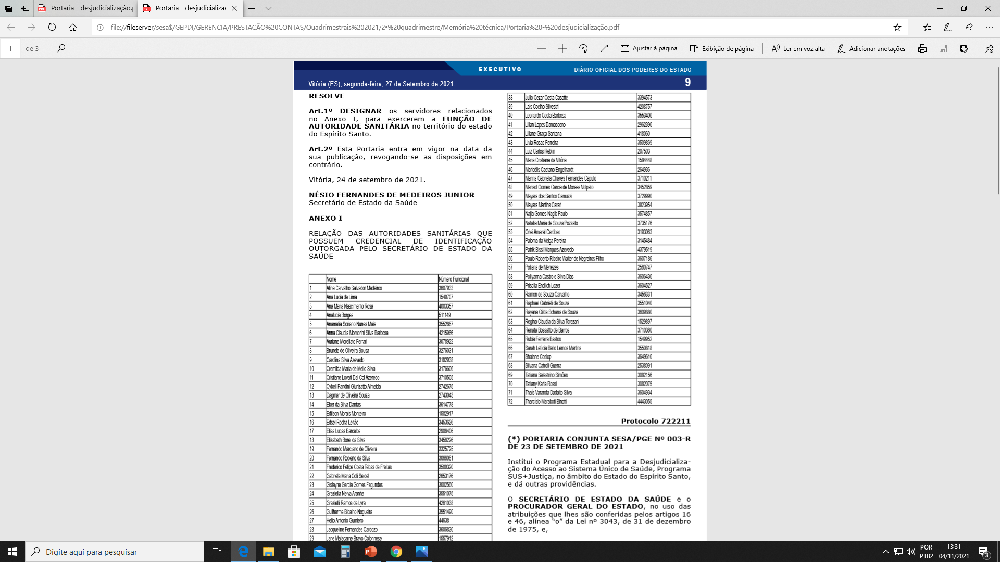 Portaria - desjudicialização.p
Portaria - desjudicializaç
file://fileserver/sesa$/GEPDI/GERENCIA/PRESTAÇÃO%20CONTAS/Quadrimestrais%202021/2ª%20quadrimestre/Memória%20técnica/Portaria%20-%20desjudicialização.pdf
1 de 3
Ajustar à página
Exibição de página
Ler em voz alta
Adicionar anotações
EXECUTIVO
DIÁRIO OFICIAL DOS PODERES DO ESTADO
Vitória (ES), segunda-feira, 27 de Setembro de 2021.
9
RESOLVE
Art.1º DESIGNAR os servidores relacionados
no Anexo I, para exercerem a FUNÇÃO DE
AUTORIDADE SANITÁRIA no território do estado
do Espírito Santo.
Art.2º Esta Portaria entra em vigor na data da
sua publicação, revogando-se as disposições em
contrário.
Vitória, 24 de setembro de 2021.
NÉSIO FERNANDES DE MEDEIROS JUNIOR
Secretário de Estado da Saúde
ANEXO I
RELAÇÃO DAS AUTORIDADES SANITÁRIAS QUE
POSSUEM CREDENCIAL DE IDENTIFICAÇÃO
OUTORGADA PELO SECRETÁRIO DE ESTADO DA
SAÚDE
Nome Número Funcional
1 Aline Carvalho Salvador Medeiros 3607933
2 Ana Lúcia de Lima 1549707
3 Ana Maria Nascimento Rosa 4003357
4 Analucia Borges 511149
5 Anamélia Soriano Nunes Maia 3552667
6 Anna Claudia Mombrini Silva Barbosa 4215966
7 Auriane Morellato Ferrari 3078922
8 Brunela de Oliveira Sousa 3276031
9 Carolina Silva Azevedo 3192938
10 Cremilda Maria de Mello Silva 3176606
11 Cristiane Lovati Dal Col Azeredo 3710505
12 Cybeli Pandini Giurizatto Almeida 2742675
13 Dagmar de Oliveira Souza 2743043
14 Eber da Silva Dantas 3614778
15 Edilson Morais Monteiro 1582917
16 Edsel Rocha Leitão 3453626
17 Elisa Lucas Barcelos 2906406
18 Elizabeth Borel da Silva 3456226
19 Fernando Marciano de Oliveira 3325725
20 Fernando Roberto da Silva 3066061
21 Frederico Felipe Costa Tebas de Freitas 3509320
22 Gabriela Maria Coli Seidel 2653176
23 Gislayne Garcia Gomes Fagundes 3002560
24 Graziella Neiva Aranha 3551075
25 Grazielli Ramos de Lyra 4261038
26 Guilherme Bicalho Nogueira 3551490
27 Helio Antonio Gumiero 44638
28 Jacqueline Fernandes Cardozo 3606830
29 Jane Malacarne Bravo Colonnese 1557912
38 Julio Cezar Costa Casotte 3394573
39 Lais Coelho Silvestri 4208757
40 Leonardo Costa Barbosa 3553400
41 Lilian Lopes Damasceno 2962390
42 Liliane Graça Santana 418060
43 Livia Rosas Ferreira 3509869
44 Luiz Carlos Reblin 207503
45 Maria Cristiane da Vitória 1584448
46 Maricélis Caetano Engelhardt 264936
47 Marina Gabriela Chaves Fernandes Caputo 3710211
48 Marisol Gomes Garcia de Moraes Volpato 3452859
49 Mayara dos Santos Camuzzi 3729990
50 Mayara Martins Carari 3823954
51 Najla Gomes Nagib Paulo 3574857
52 Natalia Maria de Souza Pozzato 3735176
53 Orlei Amaral Cardoso 3193063
54 Paloma da Veiga Pereira 3145484
55 Patrik Bissi Marques Azevedo 4379519
56 Paulo Roberto Ribeiro Walter de Negreiros Filho 3607186
57 Poliana de Menezes 2560747
58 Pollyanna Castro e Silva Dias 3606430
59 Priscila Endlich Lozer 3604527
60 Ramon de Souza Carvalho 3456331
61 Raphael Gabrieli de Souza 3551040
62 Rayana Gilda Scharra de Souza 3609880
63 Regina Claudia da Silva Torezani 1529897
64 Renata Bossatto de Barros 3710360
65 Rubia Ferreira Bastos 1549952
66 Sarah Leticia Bello Lemos Martins 3550818
67 Shaiane Coslop 3649610
68 Silvana Catroli Guerra 2538091
69 Tatiana Selestrino Simões 3082156
70 Tatiany Karla Rossi 3082075
71 Thaís Varanda Dadalto Silva 3604934
72 Tharcisio Maraboti Binotti 4443055
Protocolo 722211
(*) PORTARIA CONJUNTA SESA/PGE Nº 003-R
DE 23 DE SETEMBRO DE 2021
Institui o Programa Estadual para a Desjudicializa-
ção do Acesso ao Sistema Único de Saúde, Programa
SUS+Justiça, no âmbito do Estado do Espírito Santo,
e dá outras providências.
O SECRETÁRIO DE ESTADO DA SAÚDE e o
PROCURADOR GERAL DO ESTADO, no uso das
atribuições que lhes são conferidas pelos artigos 16
e 46, alínea “o” da Lei nº 3043, de 31 de dezembro
de 1975, e,
Digite aqui para pesquisar
POR
PTB2
13:31
04/11/2021
3